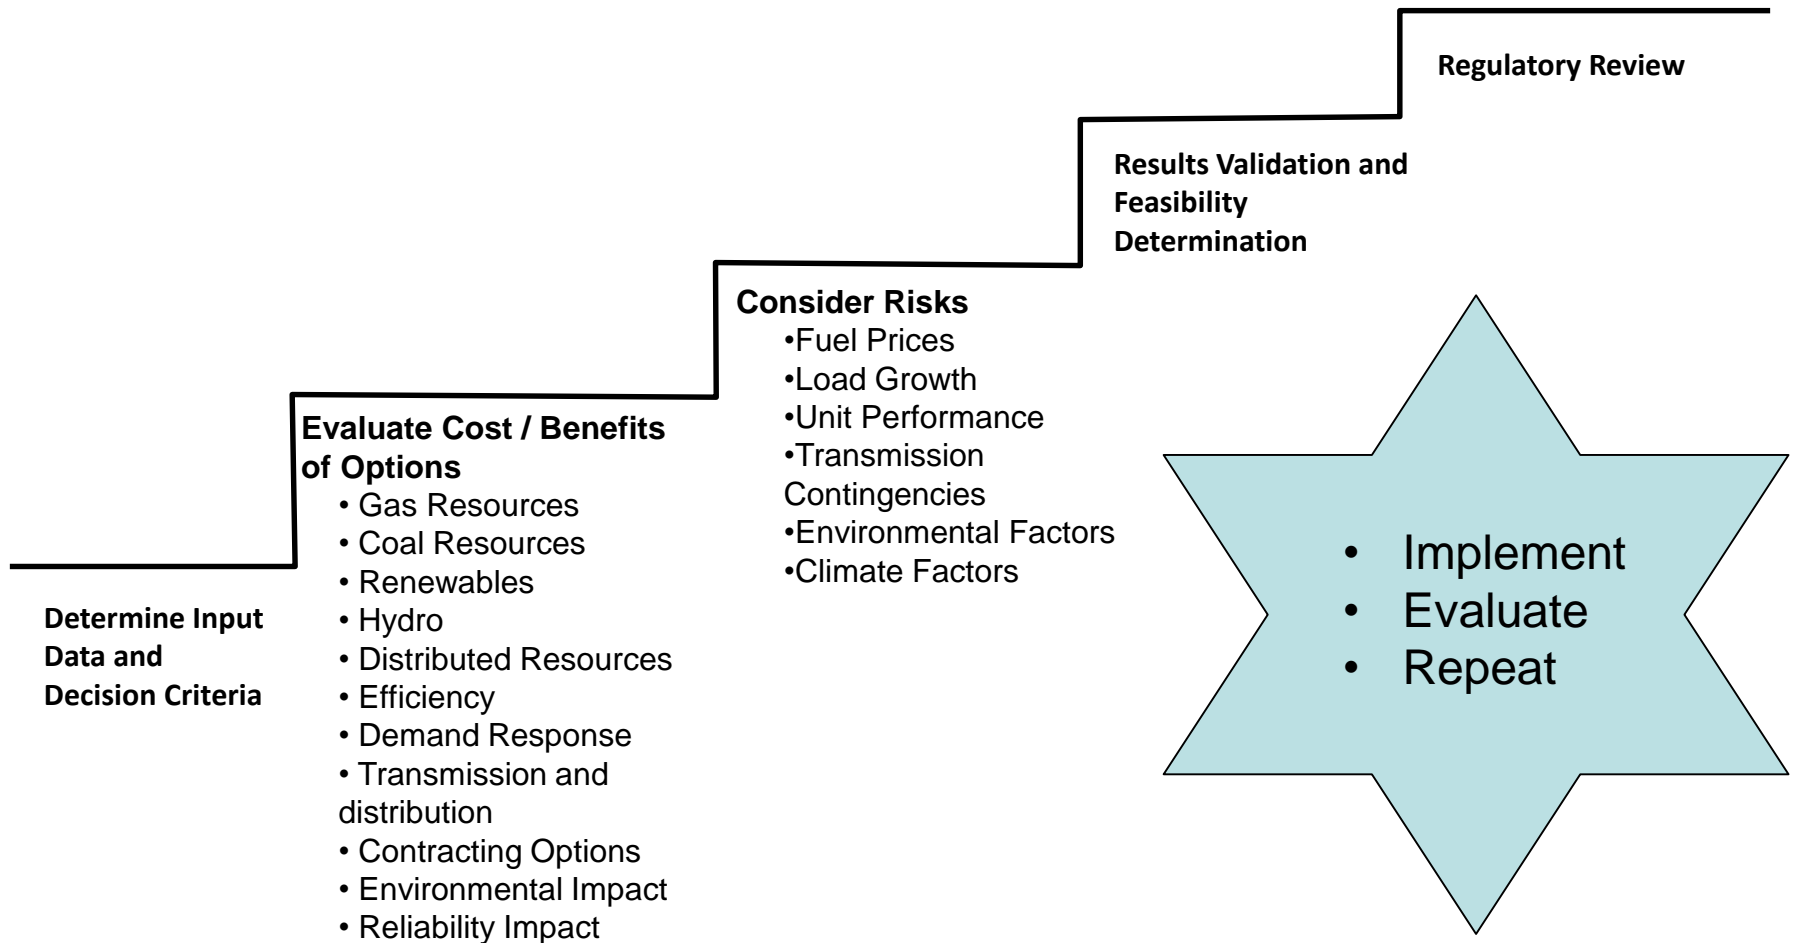 Determine Input
Data and
Decision Criteria
Evaluate Cost / Benefits
of Options
• Gas Resources
• Coal Resources
• Renewables
• Hydro
• Distributed Resources
• Efficiency
• Demand Response
• Transmission and
distribution
• Contracting Options
• Environmental Impact
• Reliability Impact
Consider Risks
•Fuel Prices
•Load Growth
•Unit Performance
•Transmission
Contingencies
•Environmental Factors
•Climate Factors
Results Validation and
Feasibility
Determination
Regulatory Review
• Implement
• Evaluate
• Repeat